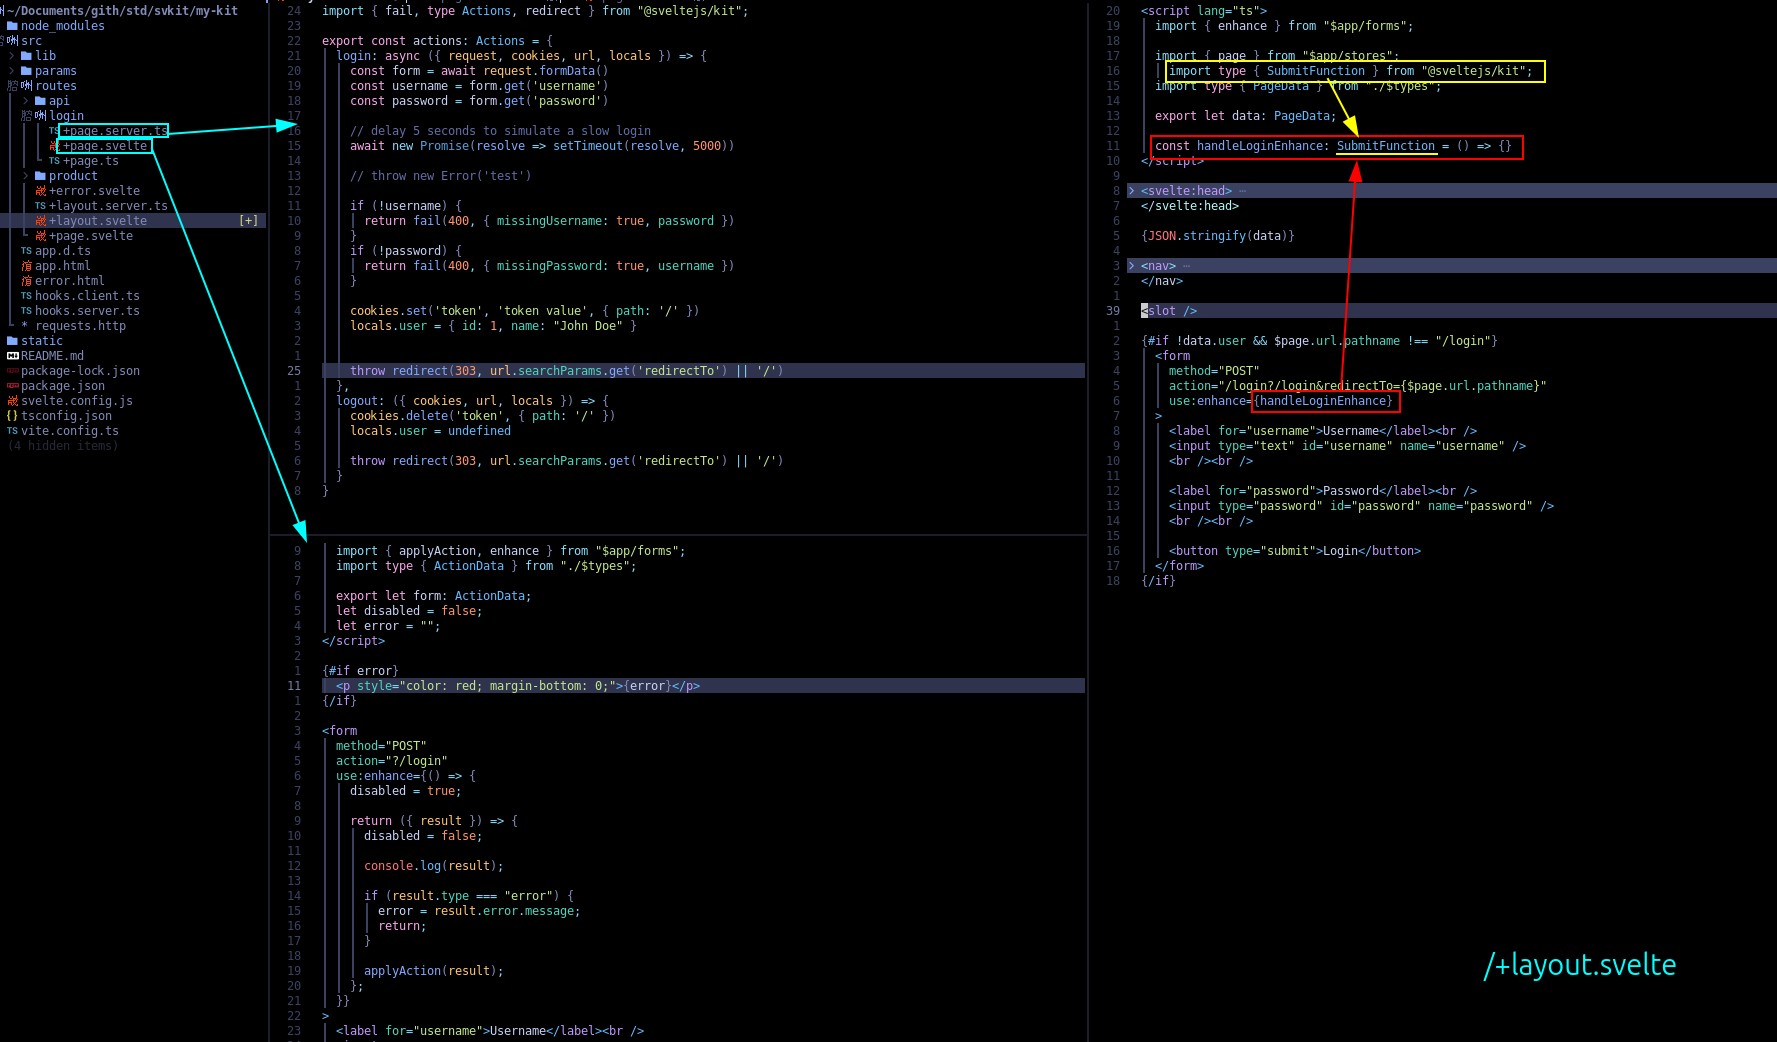 ~/Documents/gith/std/svkit/my-kit
node_modules
src
lib
params
routes
api
login
TS +page.server.ts
+page.svelte
TS +page.ts
product
+error.svelte
+layout.server.ts
+layout.svelte [+]
+page.svelte
TS app.d.ts
app.html
error.html
TS hooks.client.ts
TS hooks.server.ts
* requests.http
static
README.md
package-lock.json
package.json
svelte.config.js
{} tsconfig.json
TS vite.config.ts
(4 hidden items)
24 import { fail, type Actions, redirect } from "@sveltejs/kit";
23
22 export const actions: Actions = {
21 login: async ({ request, cookies, url, locals }) => {
20 const form = await request.formData()
19 const username = form.get('username')
18 const password = form.get('password')
17
16 // delay 5 seconds to simulate a slow login
15 await new Promise(resolve => setTimeout(resolve, 5000))
14
13 // throw new Error('test')
12
11 if (!username) {
10 return fail(400, { missingUsername: true, password })
9 }
8 if (!password) {
7 return fail(400, { missingPassword: true, username })
6 }
5
4 cookies.set('token', 'token value', { path: '/' })
3 locals.user = { id: 1, name: "John Doe" }
2
1
25 throw redirect(303, url.searchParams.get('redirectTo') || '/')
1 },
2 logout: ({ cookies, url, locals }) => {
3 cookies.delete('token', { path: '/' })
4 locals.user = undefined
5
6 throw redirect(303, url.searchParams.get('redirectTo') || '/')
7 }
8 }
9 import { applyAction, enhance } from "$app/forms";
8 import type { ActionData } from "./$types";
7
6 export let form: ActionData;
5 let disabled = false;
4 let error = "";
3 </script>
2
1 {#if error}
11 <p style="color: red; margin-bottom: 0;">{error}</p>
1 {/if}
2
3 <form
4 method="POST"
5 action="?/login"
6 use:enhance={() => {
7 disabled = true;
8
9 return ({ result }) => {
10 disabled = false;
11
12 console.log(result);
13
14 if (result.type === "error") {
15 error = result.error.message;
16 return;
17 }
18
19 applyAction(result);
20 };
21 }}
22 >
23 <label for="username">Username</label><br />
20 <script lang="ts">
19 import { enhance } from "$app/forms";
18
17 import { page } from "$app/stores";
16 import type { SubmitFunction } from "@sveltejs/kit";
15 import type { PageData } from "./$types";
14
13 export let data: PageData;
12
11 const handleLoginEnhance: SubmitFunction = () => {}
10 </script>
9
8 <svelte:head> ⋯
7 </svelte:head>
6
5 {JSON.stringify(data)}
4
3 <nav> ⋯
2 </nav>
1
39 <slot />
1
2 {#if !data.user && $page.url.pathname !== "/login"}
3 <form
4 method="POST"
5 action="/login?/login&redirectTo={$page.url.pathname}"
6 use:enhance={handleLoginEnhance}
7 >
8 <label for="username">Username</label><br />
9 <input type="text" id="username" name="username" />
10 <br /><br />
11
12 <label for="password">Password</label><br />
13 <input type="password" id="password" name="password" />
14 <br /><br />
15
16 <button type="submit">Login</button>
17 </form>
18 {/if}
/+layout.svelte